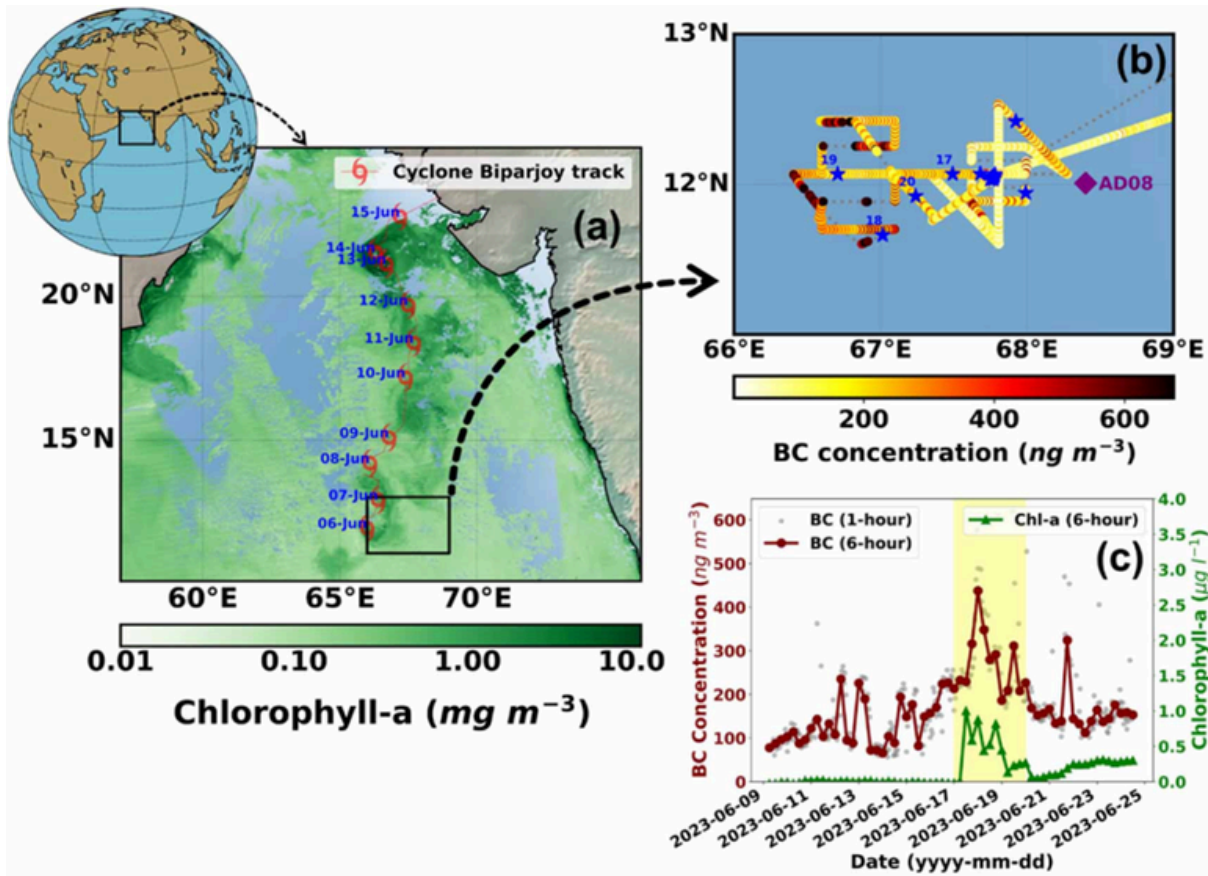 Cyclone Biparjoy track
(a)
15-Jun
14-Jun
13-Jun
12-Jun
11-Jun
10-Jun
09-Jun
08-Jun
07-Jun
06-Jun
20°N
15°N
60°E 65°E 70°E
0.01 0.10 1.00 10.0
Chlorophyll-a (mg m⁻³)
13°N
12°N
(b)
19 17
20
18
AD08
66°E 67°E 68°E 69°E
200 400 600
BC concentration (ng m⁻³)
BC (1-hour)
BC (6-hour)
Chl-a (6-hour)
(c)
BC Concentration (ng m⁻³)
600
500
400
300
200
100
0
4.0
3.5
3.0
2.5
2.0
1.5
1.0
0.5
0.0
Chlorophyll-a (μg l⁻¹)
2023-06-09
2023-06-11
2023-06-13
2023-06-15
2023-06-17
2023-06-19
2023-06-21
2023-06-23
2023-06-25
Date (yyyy-mm-dd)